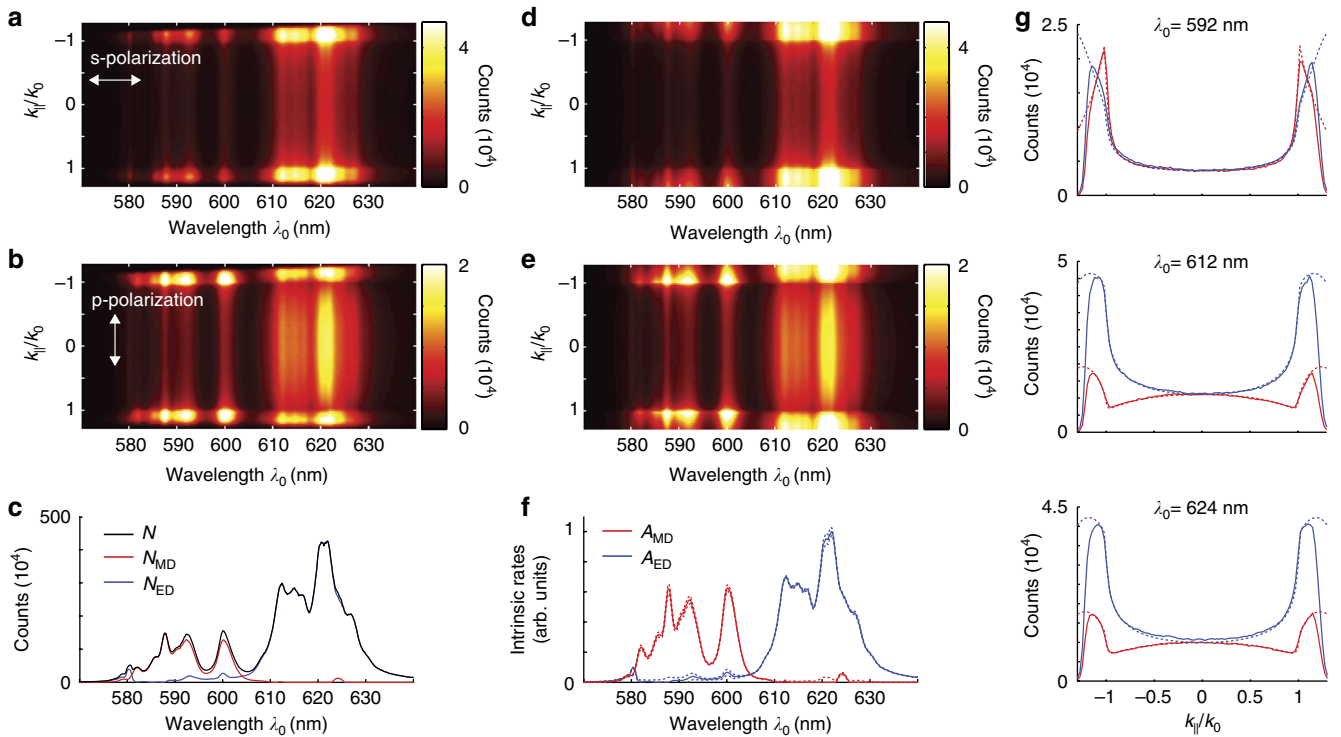 a
s-polarization
−1
0
1
k||/k0
580 590 600 610 620 630
Wavelength λ0 (nm)
4
0
Counts (10⁴)
b
p-polarization
−1
0
1
k||/k0
580 590 600 610 620 630
Wavelength λ0 (nm)
2
0
Counts (10⁴)
c
500
0
Counts (10⁴)
N
NMD
NED
580 590 600 610 620 630
Wavelength λ0 (nm)
d
−1
0
1
k||/k0
580 590 600 610 620 630
Wavelength λ0 (nm)
4
0
Counts (10⁴)
e
−1
0
1
k||/k0
580 590 600 610 620 630
Wavelength λ0 (nm)
2
0
Counts (10⁴)
f
1
0
Intrinsic rates
(arb. units)
AMD
AED
580 590 600 610 620 630
Wavelength λ0 (nm)
g
λ0= 592 nm
2.5
0
Counts (10⁴)
λ0= 612 nm
5
0
Counts (10⁴)
λ0= 624 nm
4.5
0
Counts (10⁴)
−1 −0.5 0 0.5 1
k||/k0